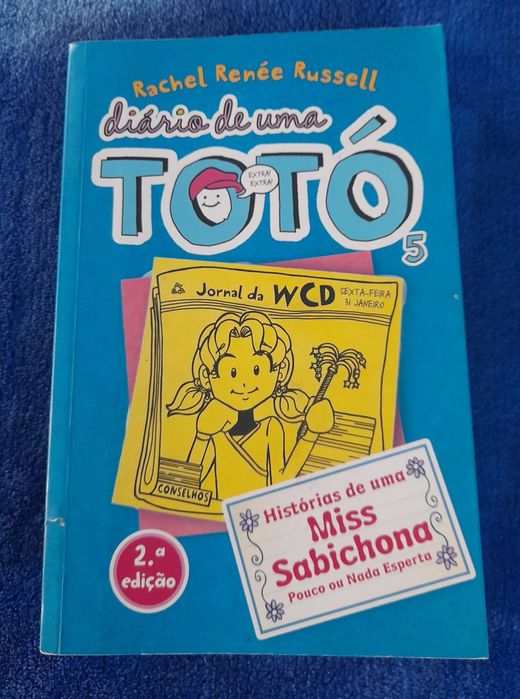 Rachel Renée Russell
diário de uma
TOTÓ
EXTRA!
EXTRA!
5
Jornal da WCD
SEXTA-FEIRA
31 JANEIRO
CONSELHOS
Histórias de uma
Miss
Sabichona
Pouco ou Nada Esperta
2.ª
edição